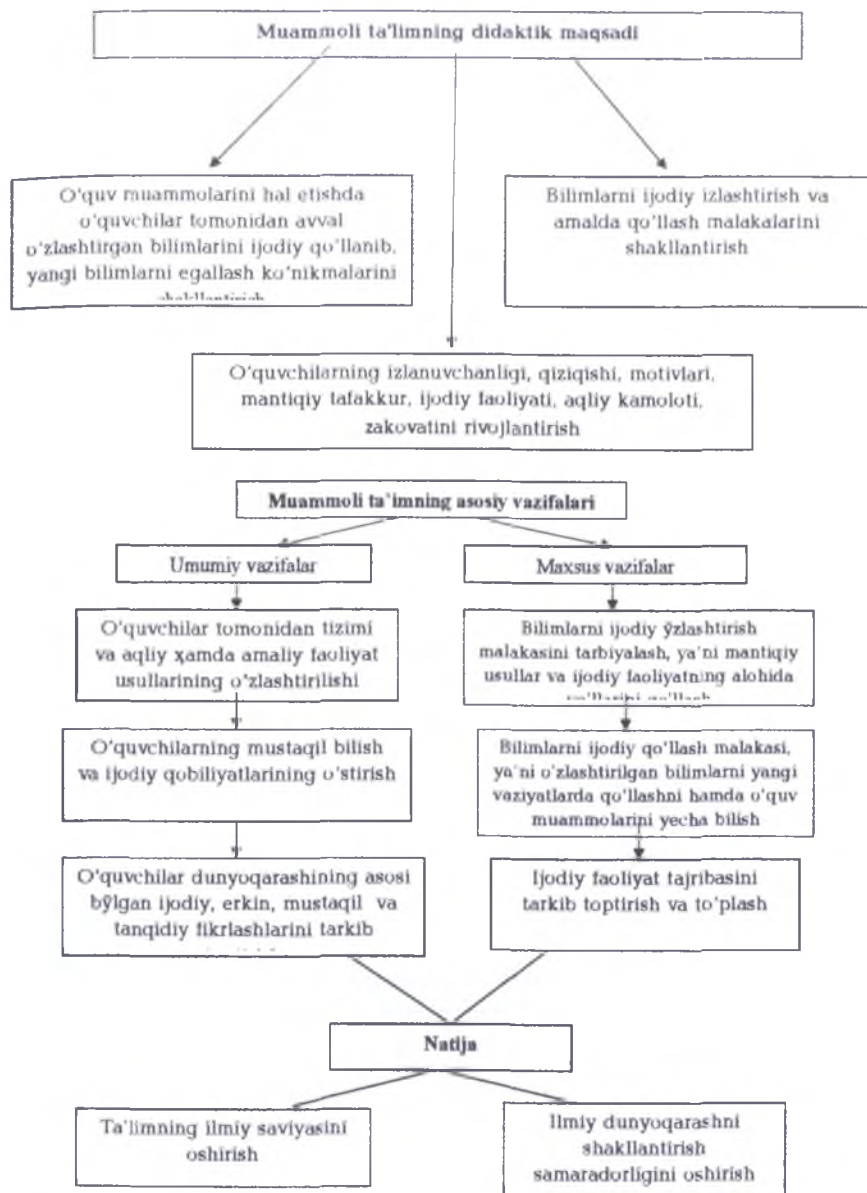 Muammoli ta'limning didaktik maqsadi
O'quv muammolarini hal etishda
o'quvchilar tomonidan avval
o'zlashtirgan bilimlarini ijodiy qo'llanib,
yangi bilimlarni egallash ko'nikmalarini
shakllantirish
Bilimlarni ijodiy izlashtirish va
amalda qo'llash malakalarini
shakllantirish
O'quvchilarning izlanuvchanligi, qiziqishi, motivlari,
mantiqiy tafakkur, ijodiy faoliyati, aqliy kamoloti,
zakovatini rivojlantirish
Muammoli ta'imning asosiy vazifalari
Umumiy vazifalar
Maxsus vazifalar
O'quvchilar tomonidan tizimi
va aqliy ҳamda amaliy faoliyat
usullarining o'zlashtirilishi
Bilimlarni ijodiy ўzlashtirish
malakasini tarbiyalash, ya'ni mantiqiy
usullar va ijodiy faoliyatning alohida
O'quvchilarning mustaqil bilish
va ijodiy qobiliyatlarining o'stirish
Bilimlarni ijodiy qo'llash malakasi,
ya'ni o'zlashtirilgan bilimlarni yangi
vaziyatlarda qo'llashni hamda o'quv
muammolarini yecha bilish
O'quvchilar dunyoqarashining asosi
bўlgan ijodiy, erkin, mustaqil va
tanqidiy fikrlashlarini tarkib
Ijodiy faoliyat tajribasini
tarkib toptirish va to'plash
Natija
Ta'limning ilmiy saviyasini
oshirish
Ilmiy dunyoqarashni
shakllantirish
samaradorligini oshirish